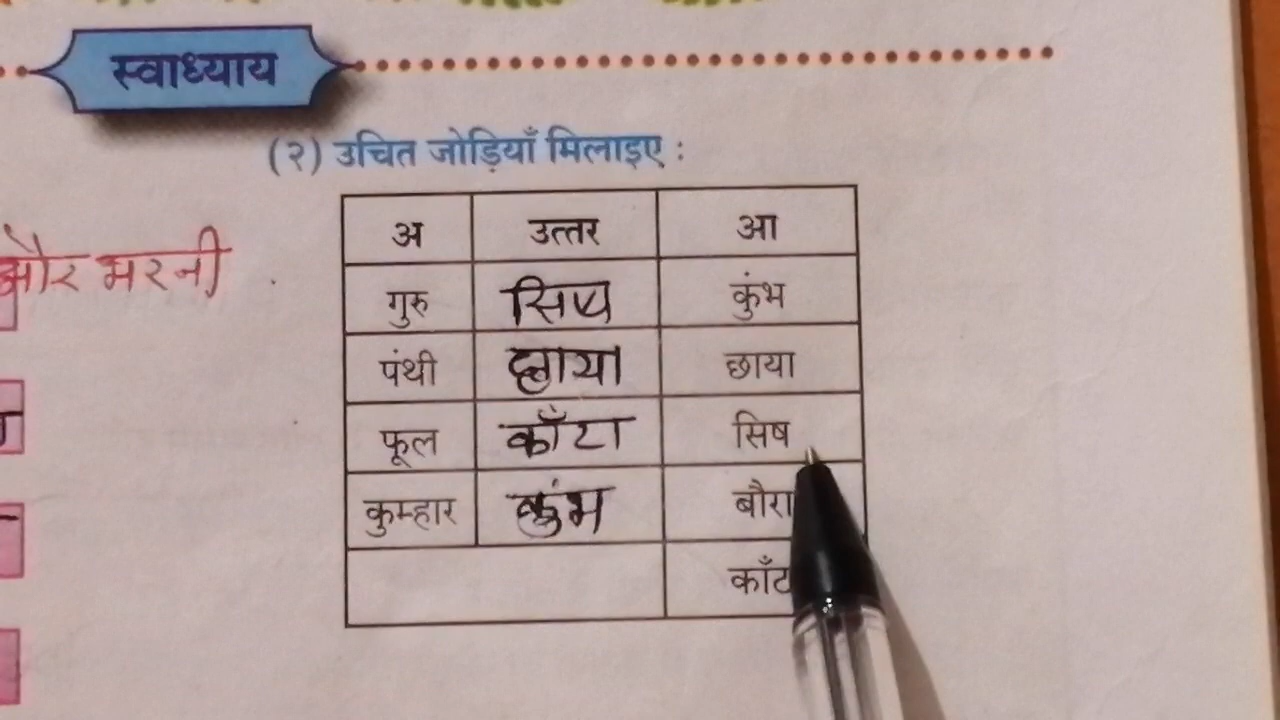 स्वाध्याय
(२) उचित जोड़ियाँ मिलाइए :
और मरनी
अ उत्तर आ
गुरु सिष कुंभ
पंथी छाया छाया
फूल काँटा सिष
कुम्हार कुंभ बौरा
काँट